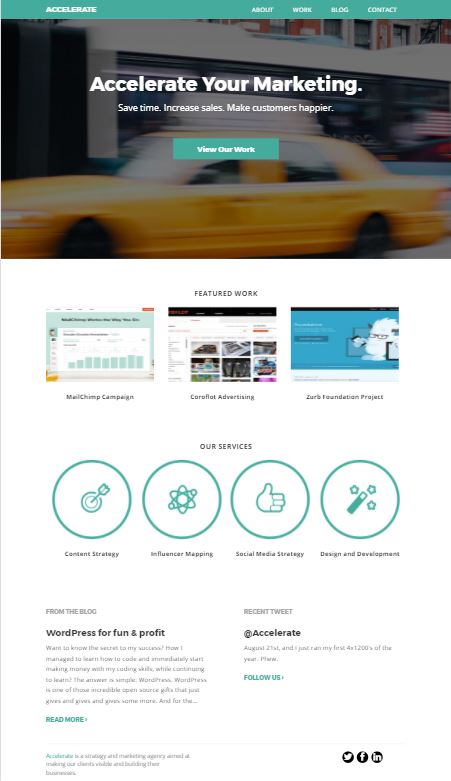 ACCELERATE
ABOUT WORK BLOG CONTACT
Accelerate Your Marketing.
Save time. Increase sales. Make customers happier.
View Our Work
FEATURED WORK
MailChimp Works the Way You Do
MailChimp Campaign
Coroflot Advertising
Zurb Foundation Project
OUR SERVICES
Content Strategy
Influencer Mapping
Social Media Strategy
Design and Development
FROM THE BLOG
WordPress for fun & profit
Want to know the secret to my success? How I
managed to learn how to code and immediately start
making money with my coding skills, while continuing
to learn? The answer is simple: WordPress. WordPress
is one of those incredible open source gifts that just
gives and gives and gives some more. And for the...
READ MORE ›
RECENT TWEET
@Accelerate
August 21st, and I just ran my first 4x1200's of the
year. Phew.
FOLLOW US ›
Accelerate is a strategy and marketing agency aimed at
making our clients visible and building their
businesses.